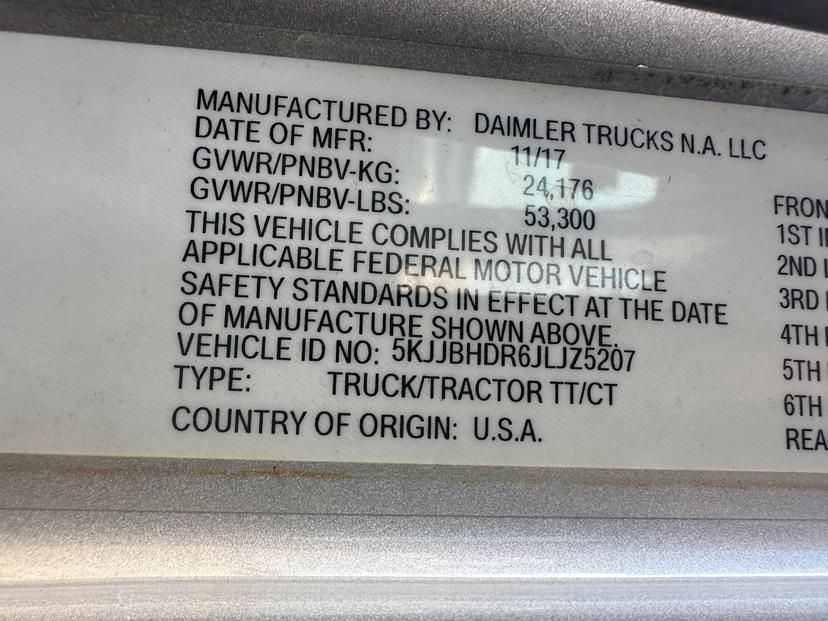 MANUFACTURED BY: DAIMLER TRUCKS N.A. LLC
DATE OF MFR: 11/17
GVWR/PNBV-KG: 24,176
GVWR/PNBV-LBS: 53,300
THIS VEHICLE COMPLIES WITH ALL
APPLICABLE FEDERAL MOTOR VEHICLE
SAFETY STANDARDS IN EFFECT AT THE DATE
OF MANUFACTURE SHOWN ABOVE.
VEHICLE ID NO: 5KJJBHDR6JLJZ5207
TYPE: TRUCK/TRACTOR TT/CT
COUNTRY OF ORIGIN: U.S.A.
FRON
1ST I
2ND I
3RD
4TH
5TH
6TH
REA